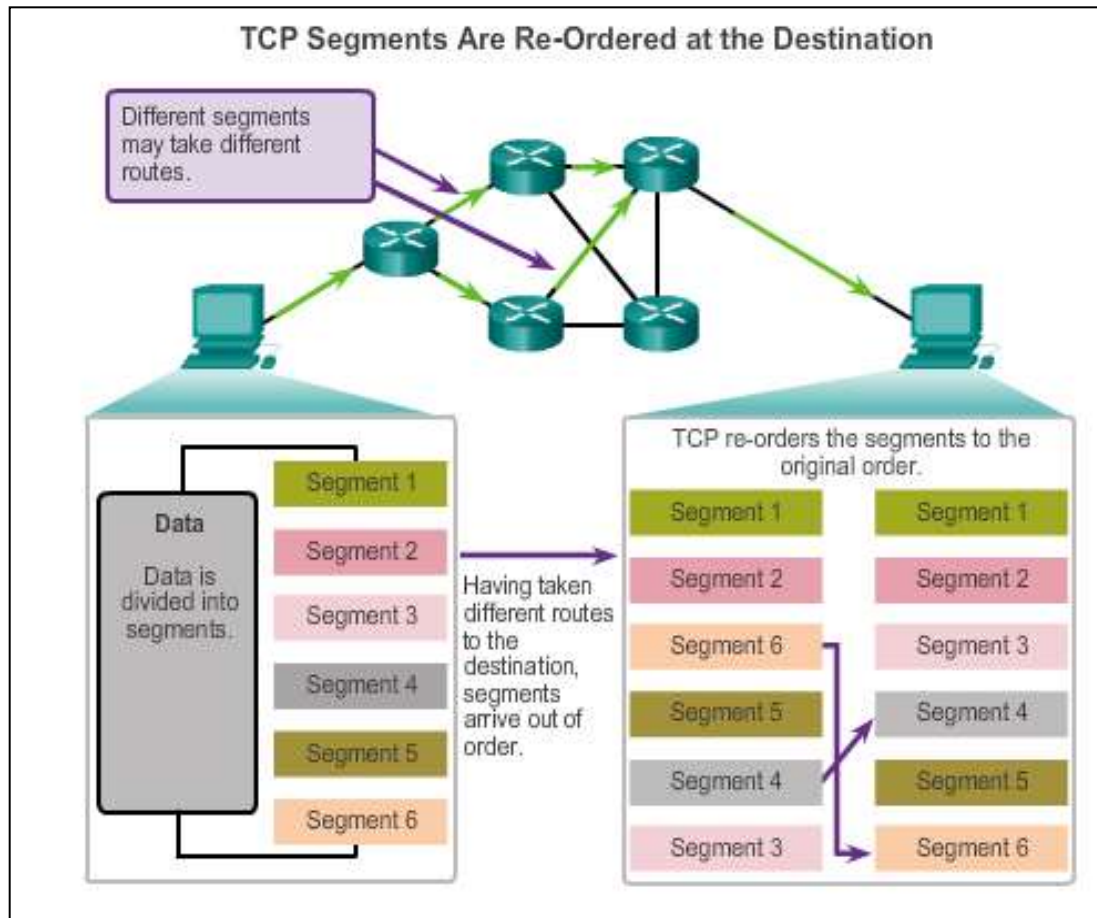 TCP Segments Are Re-Ordered at the Destination
Different segments
may take different
routes.
Data
Data is
divided into
segments.
Segment 1
Segment 2
Segment 3
Segment 4
Segment 5
Segment 6
Having taken
different routes
to the
destination,
segments
arrive out of
order.
TCP re-orders the segments to the
original order.
Segment 1
Segment 2
Segment 6
Segment 5
Segment 4
Segment 3
Segment 1
Segment 2
Segment 3
Segment 4
Segment 5
Segment 6